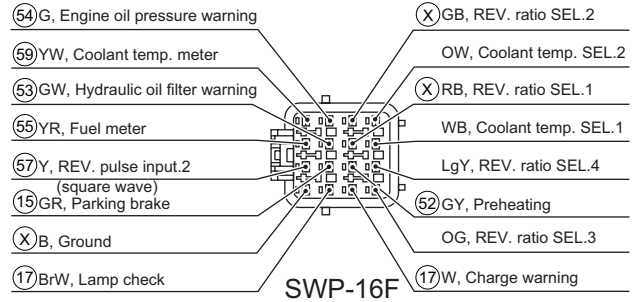 54 G, Engine oil pressure warning
59 YW, Coolant temp. meter
53 GW, Hydraulic oil filter warning
55 YR, Fuel meter
57 Y, REV. pulse input.2
(square wave)
15 GR, Parking brake
X B, Ground
17 BrW, Lamp check
X GB, REV. ratio SEL.2
OW, Coolant temp. SEL.2
X RB, REV. ratio SEL.1
WB, Coolant temp. SEL.1
LgY, REV. ratio SEL.4
52 GY, Preheating
OG, REV. ratio SEL.3
17 W, Charge warning
SWP-16F